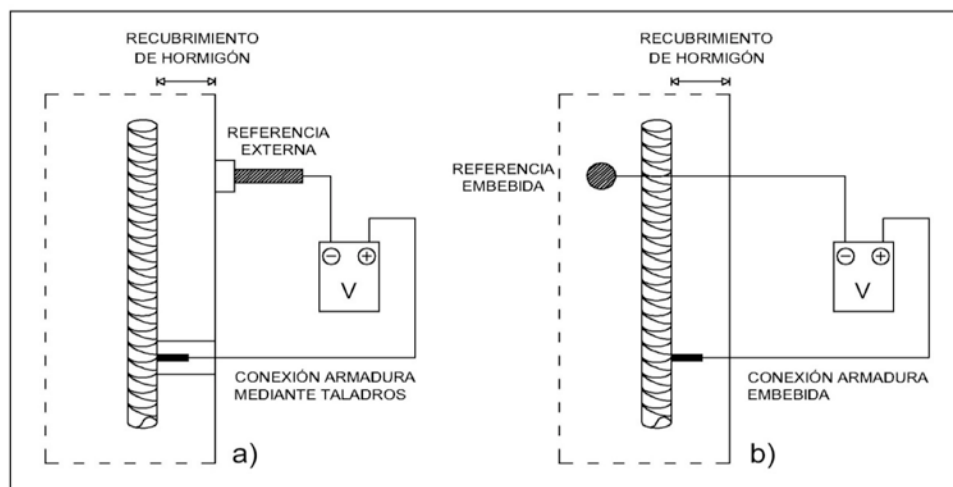 RECUBRIMIENTO
DE HORMIGÓN
REFERENCIA
EXTERNA
- +
V
CONEXIÓN ARMADURA
MEDIANTE TALADROS
a)
RECUBRIMIENTO
DE HORMIGÓN
REFERENCIA
EMBEBIDA
- +
V
CONEXIÓN ARMADURA
EMBEBIDA
b)